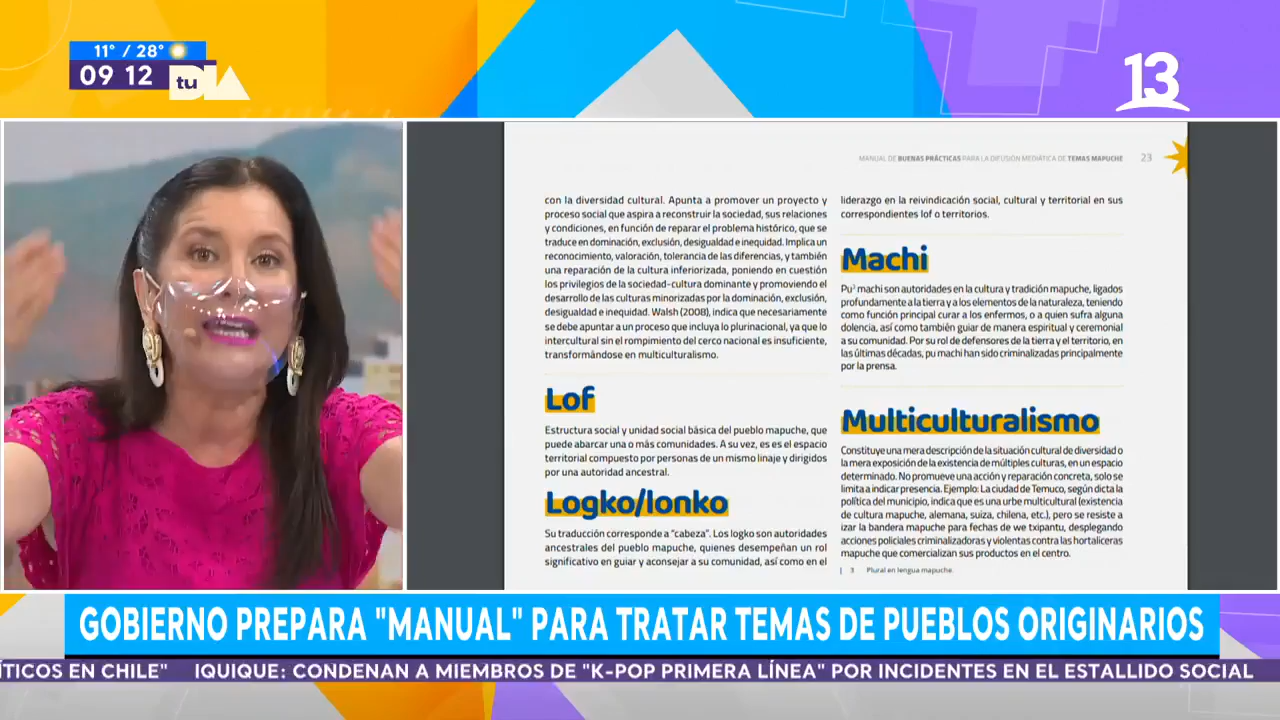 11° / 28°
09 12
tu DIA
13
MANUAL DE BUENAS PRÁCTICAS PARA LA DIFUSIÓN MEDIÁTICA DE TEMAS MAPUCHE 23
con la diversidad cultural. Apunta a promover un proyecto y
proceso social que aspira a reconstruir la sociedad, sus relaciones
y condiciones, en función de reparar el problema histórico, que se
traduce en dominación, exclusión, desigualdad e inequidad. Implica un
reconocimiento, valoración, tolerancia de las diferencias, y también
una reparación de la cultura inferiorizada, poniendo en cuestión
los privilegios de la sociedad-cultura dominante y promoviendo el
desarrollo de las culturas minorizadas por la dominación, exclusión,
desigualdad e inequidad. Walsh (2008), indica que necesariamente
se debe apuntar a un proceso que incluya lo plurinacional, ya que lo
intercultural sin el rompimiento del cerco nacional es insuficiente,
transformándose en multiculturalismo.
Lof
Estructura social y unidad social básica del pueblo mapuche, que
puede abarcar una o más comunidades. A su vez, es es el espacio
territorial compuesto por personas de un mismo linaje y dirigidos
por una autoridad ancestral.
Logko/lonko
Su traducción corresponde a "cabeza". Los logko son autoridades
ancestrales del pueblo mapuche, quienes desempeñan un rol
significativo en guiar y aconsejar a su comunidad, así como en el
liderazgo en la reivindicación social, cultural y territorial en sus
correspondientes lof o territorios.
Machi
Pu³ machi son autoridades en la cultura y tradición mapuche, ligados
profundamente a la tierra y a los elementos de la naturaleza, teniendo
como función principal curar a los enfermos, o a quien sufra alguna
dolencia, así como también guiar de manera espiritual y ceremonial
a su comunidad. Por su rol de defensores de la tierra y el territorio, en
las últimas décadas, pu machi han sido criminalizadas principalmente
por la prensa.
Multiculturalismo
Constituye una mera descripción de la situación cultural de diversidad o
la mera exposición de la existencia de múltiples culturas, en un espacio
determinado. No promueve una acción y reparación concreta, solo se
limita a indicar presencia. Ejemplo: La ciudad de Temuco, según dicta la
política del municipio, indica que es una urbe multicultural (existencia
de cultura mapuche, alemana, suiza, chilena, etc.), pero se resiste a
izar la bandera mapuche para fechas de we txipantu, desplegando
acciones policiales criminalizadoras y violentas contra las hortaliceras
mapuche que comercializan sus productos en el centro.
3 Plural en lengua mapuche.
GOBIERNO PREPARA "MANUAL" PARA TRATAR TEMAS DE PUEBLOS ORIGINARIOS
ÍTICOS EN CHILE" IQUIQUE: CONDENAN A MIEMBROS DE "K-POP PRIMERA LÍNEA" POR INCIDENTES EN EL ESTALLIDO SOCIAL